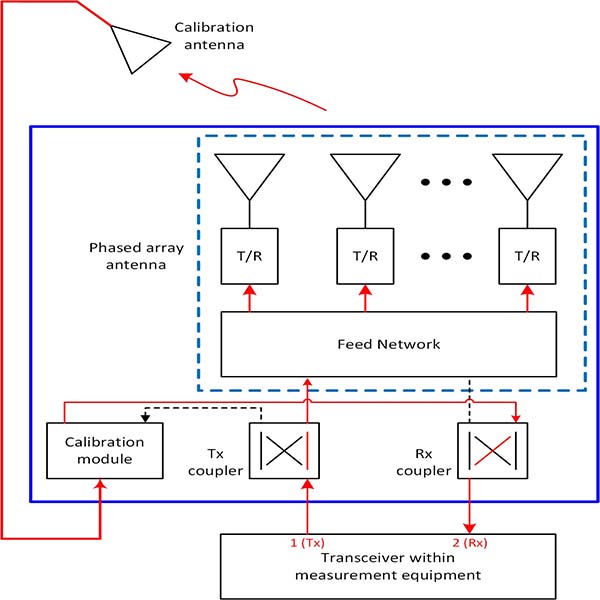 Calibration
antenna
Phased array
antenna
T/R
T/R
T/R
Feed Network
Calibration
module
Tx
coupler
Rx
coupler
1 (Tx)
2 (Rx)
Transceiver within
measurement equipment